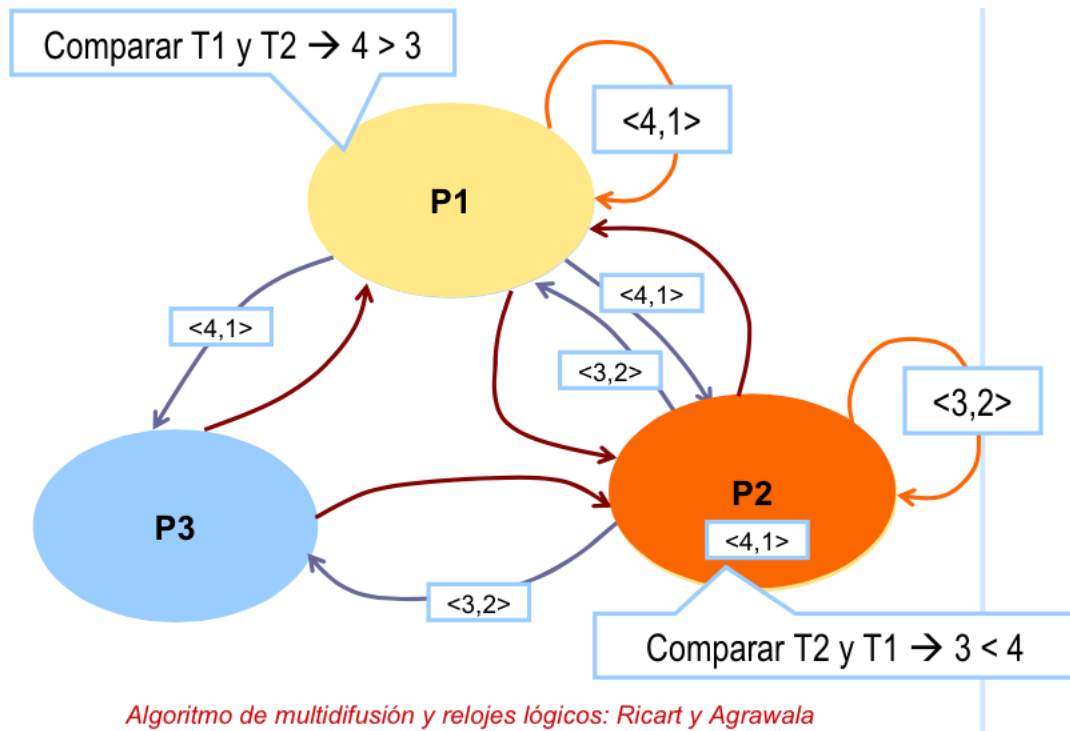 Comparar T1 y T2 → 4 > 3
<4,1>
P1
<4,1>
<4,1>
<3,2>
<3,2>
P3
P2
<4,1>
<3,2>
Comparar T2 y T1 → 3 < 4
Algoritmo de multidifusión y relojes lógicos: Ricart y Agrawala